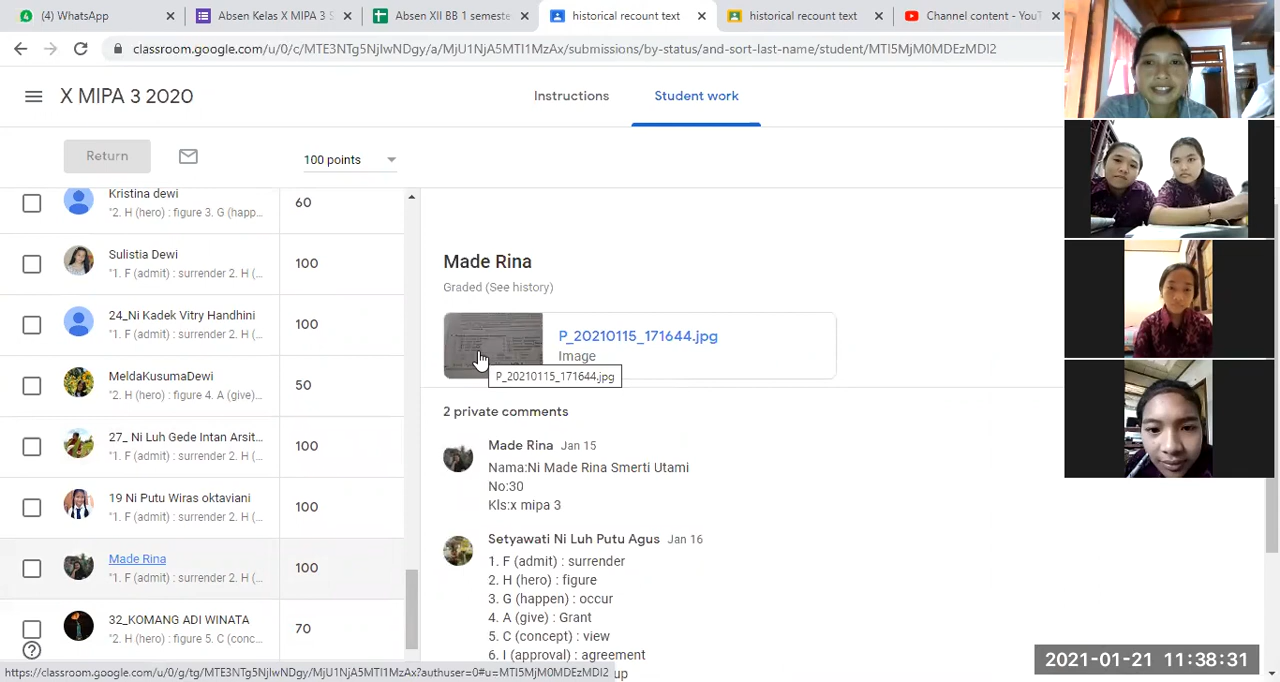 (4) WhatsApp
Absen Kelas X MIPA 3 S
Absen XII BB 1 semeste
historical recount text
historical recount text
Channel content - YouT
classroom.google.com/u/0/c/MTE3NTg5NjIwNDgy/a/MjU1NjA5MTI1MzAx/submissions/by-status/and-sort-last-name/student/MTI5MjM0MDEzMDI2
X MIPA 3 2020
Instructions
Student work
Return
100 points
Kristina dewi
"2. H (hero) : figure 3. G (happ...
60
Sulistia Dewi
"1. F (admit) : surrender 2. H (...
100
24_Ni Kadek Vitry Handhini
"1. F (admit) : surrender 2. H (...
100
MeldaKusumaDewi
"2. H (hero) : figure 4. A (give)...
50
27_ Ni Luh Gede Intan Arsit...
"1. F (admit) : surrender 2. H (...
100
19 Ni Putu Wiras oktaviani
"1. F (admit) : surrender 2. H (...
100
Made Rina
"1. F (admit) : surrender 2. H (...
100
32_KOMANG ADI WINATA
"2. H (hero) : figure 5. C (conc...
70
Made Rina
Graded (See history)
P_20210115_171644.jpg
Image
P_20210115_171644.jpg
2 private comments
Made Rina Jan 15
Nama:Ni Made Rina Smerti Utami
No:30
Kls:x mipa 3
Setyawati Ni Luh Putu Agus Jan 16
1. F (admit) : surrender
2. H (hero) : figure
3. G (happen) : occur
4. A (give) : Grant
5. C (concept) : view
6. I (approval) : agreement
up
https://classroom.google.com/u/0/g/tg/MTE3NTg5NjIwNDgy/MjU1NjA5MTI1MzAx?authuser=0#u=MTI5MjM0MDEzMDI2
2021-01-21 11:38:31